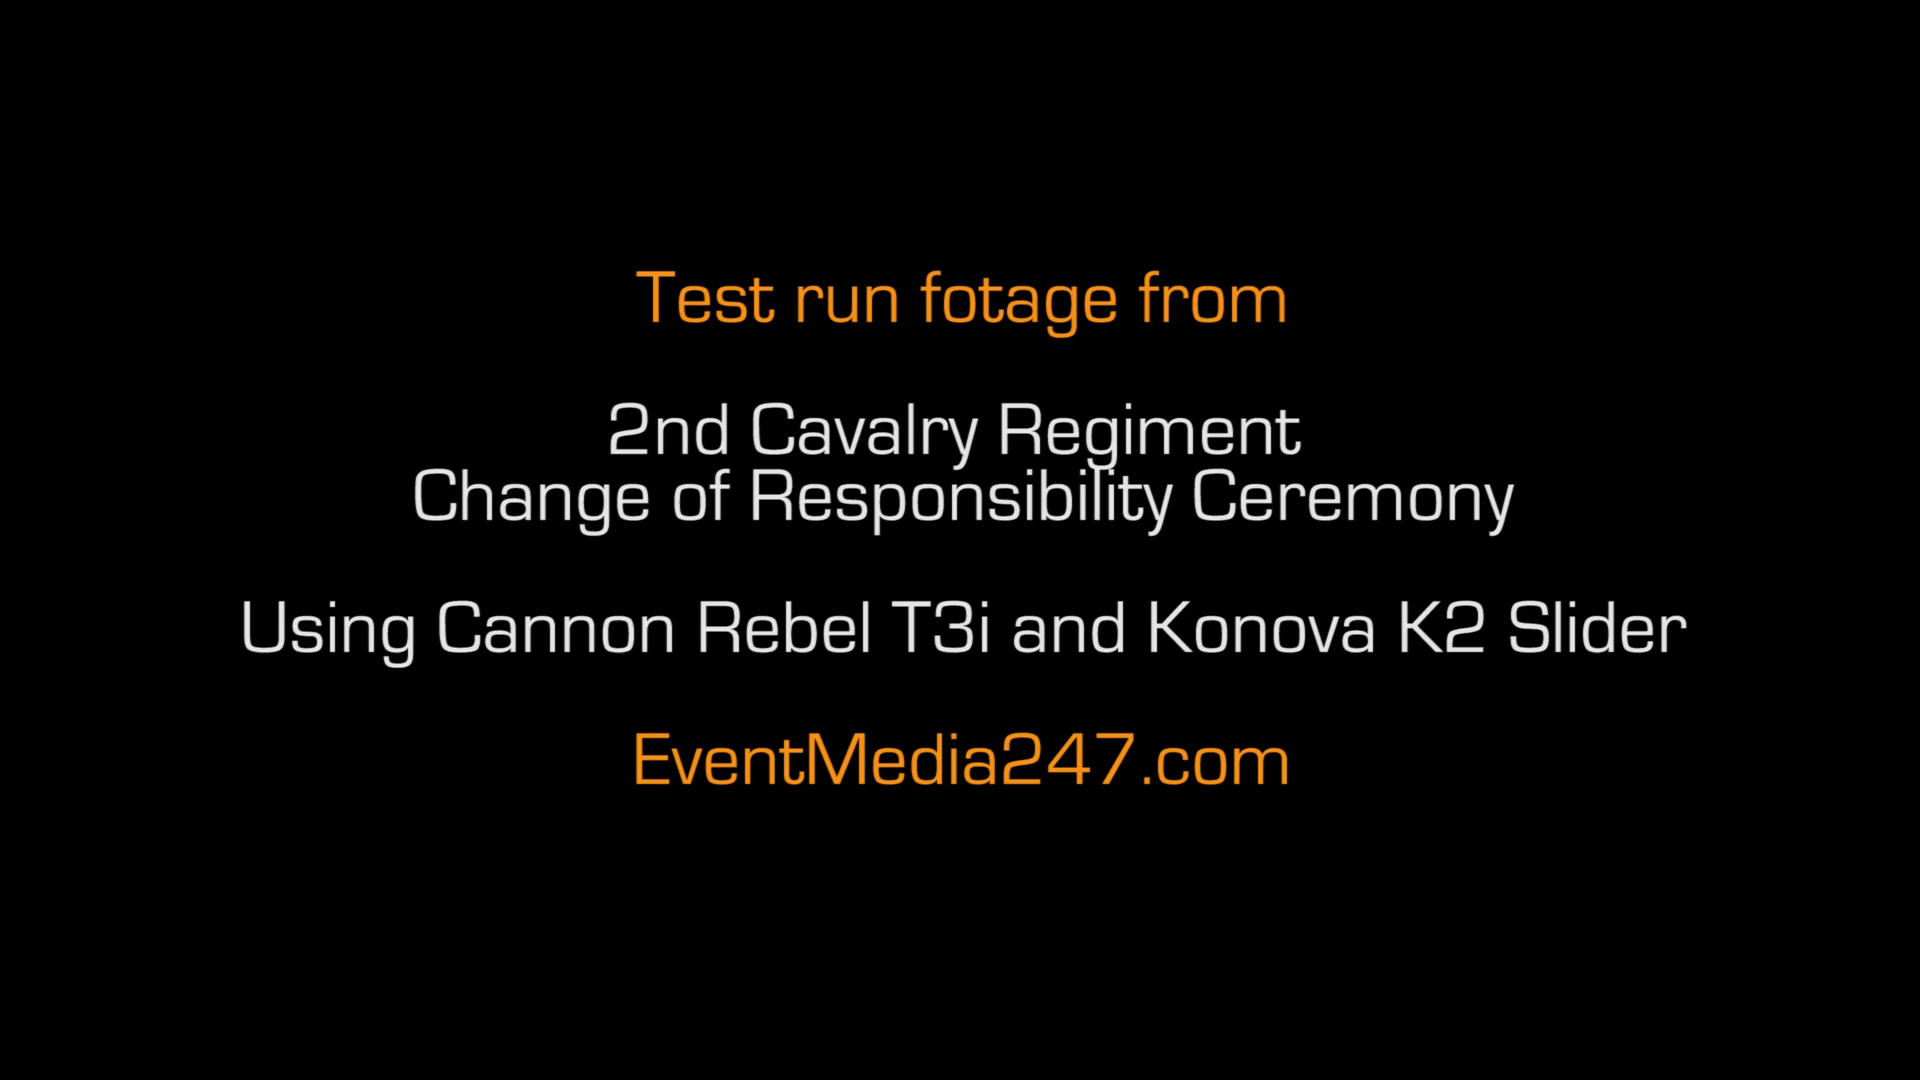 Test run fotage from
2nd Cavalry Regiment
Change of Responsibility Ceremony
Using Cannon Rebel T3i and Konova K2 Slider
EventMedia247.com